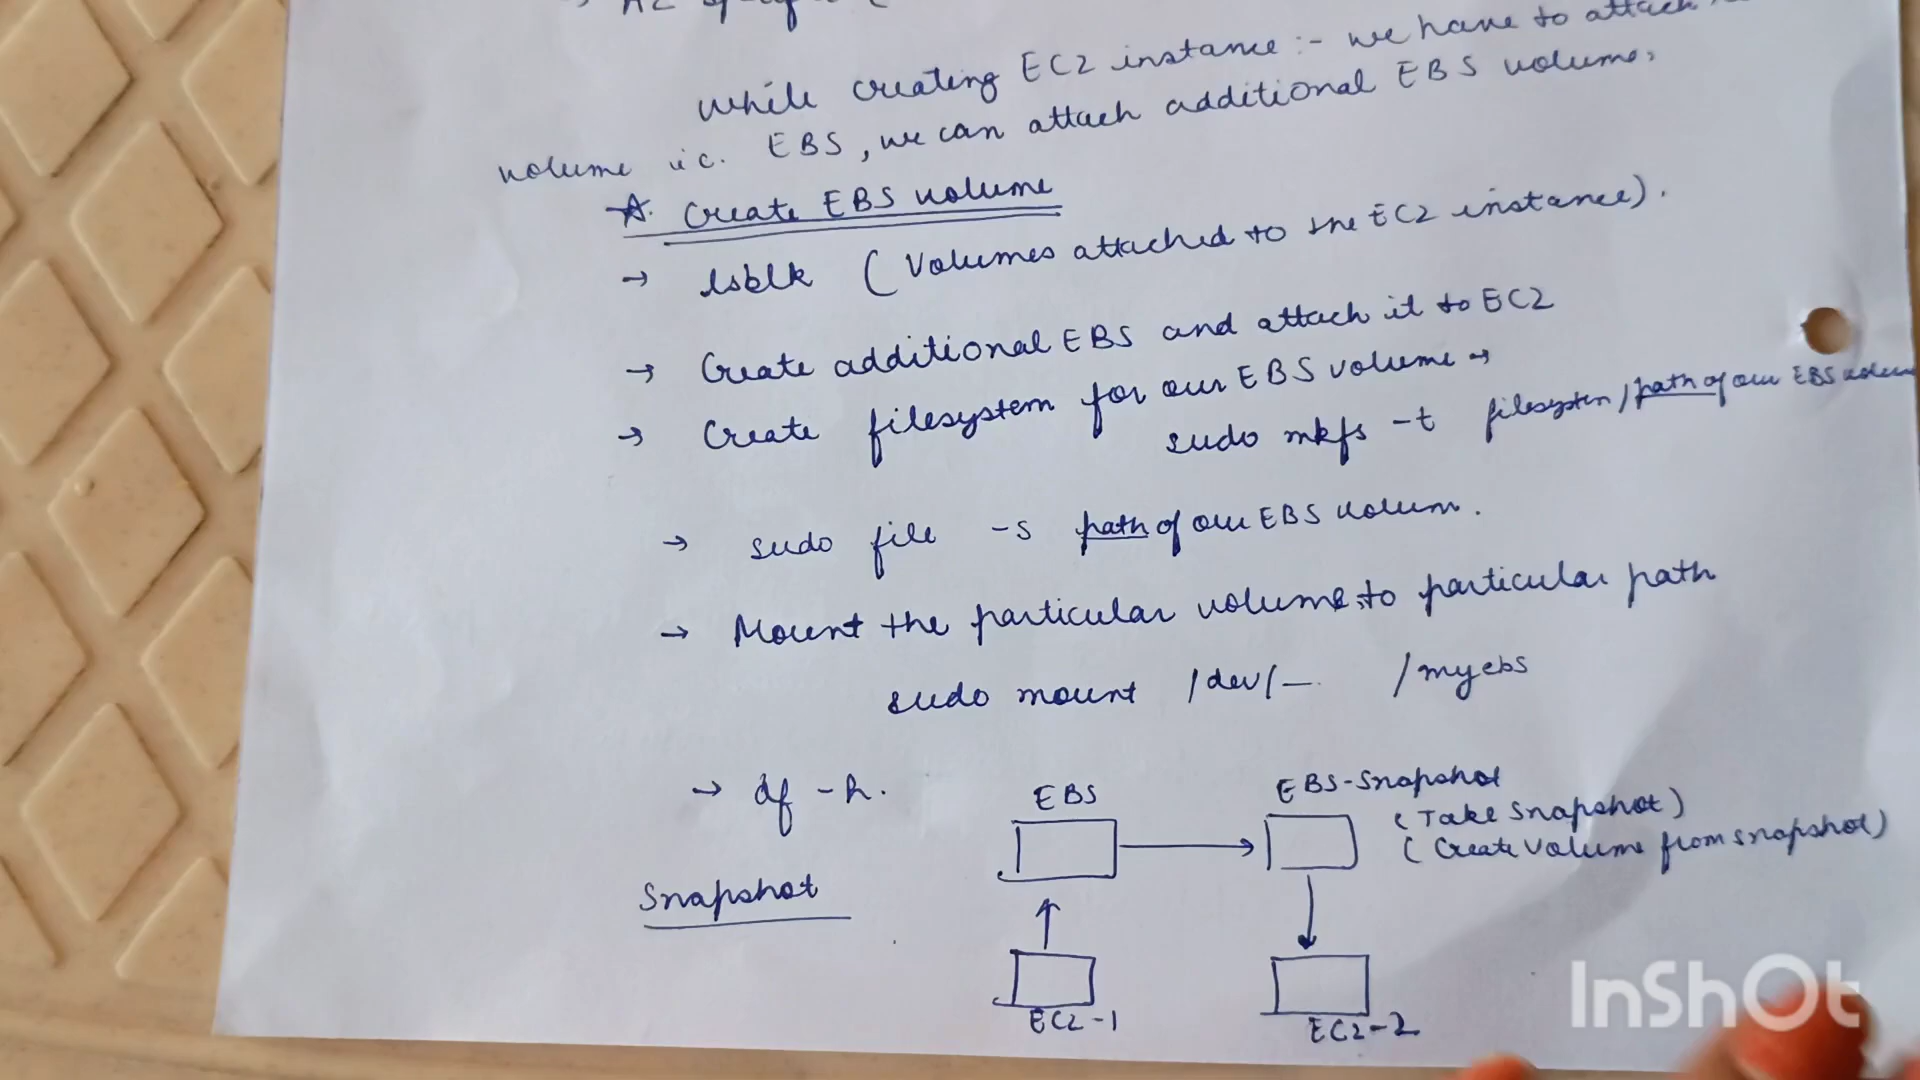 while creating EC2 instance :- we have to attach
volume i.e. EBS, we can attach additional EBS volume,
A. Create EBS volume
→ lsblk (Volumes attached to the EC2 instance).
→ Create additional EBS and attach it to EC2
→ Create filesystem for our EBS volume →
sudo mkfs -t filesystem / path of our EBS volum
→ sudo file -s path of our EBS volum.
→ Mount the particular volume to particular path
sudo mount /dev/—. /myebs
→ df -h.
EBS
EBS-Snapshot
(Take Snapshot)
(Create Volume from snapshot)
Snapshot
EC2-1
EC2-2
InShOt